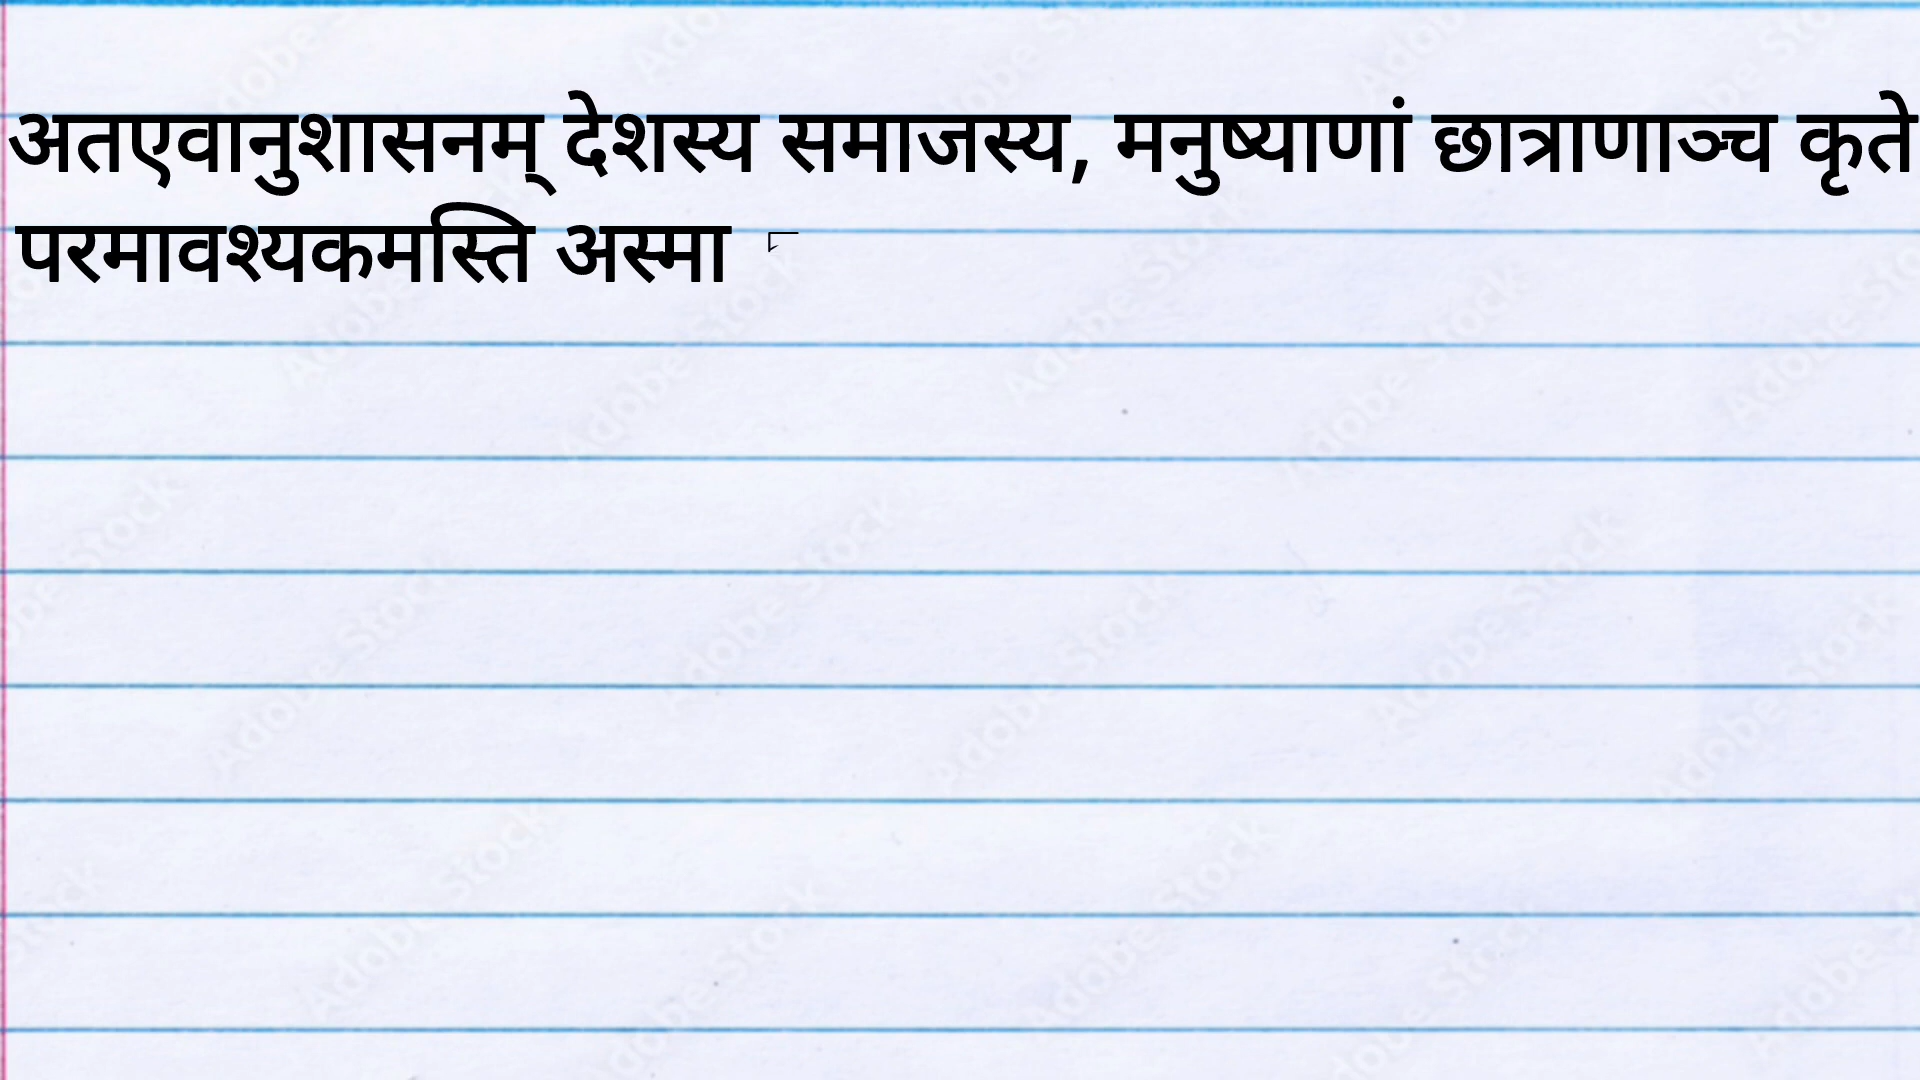 अतएवानुशासनम् देशस्य समाजस्य, मनुष्याणां छात्राणाञ्च कृते
परमावश्यकमस्ति अस्मा